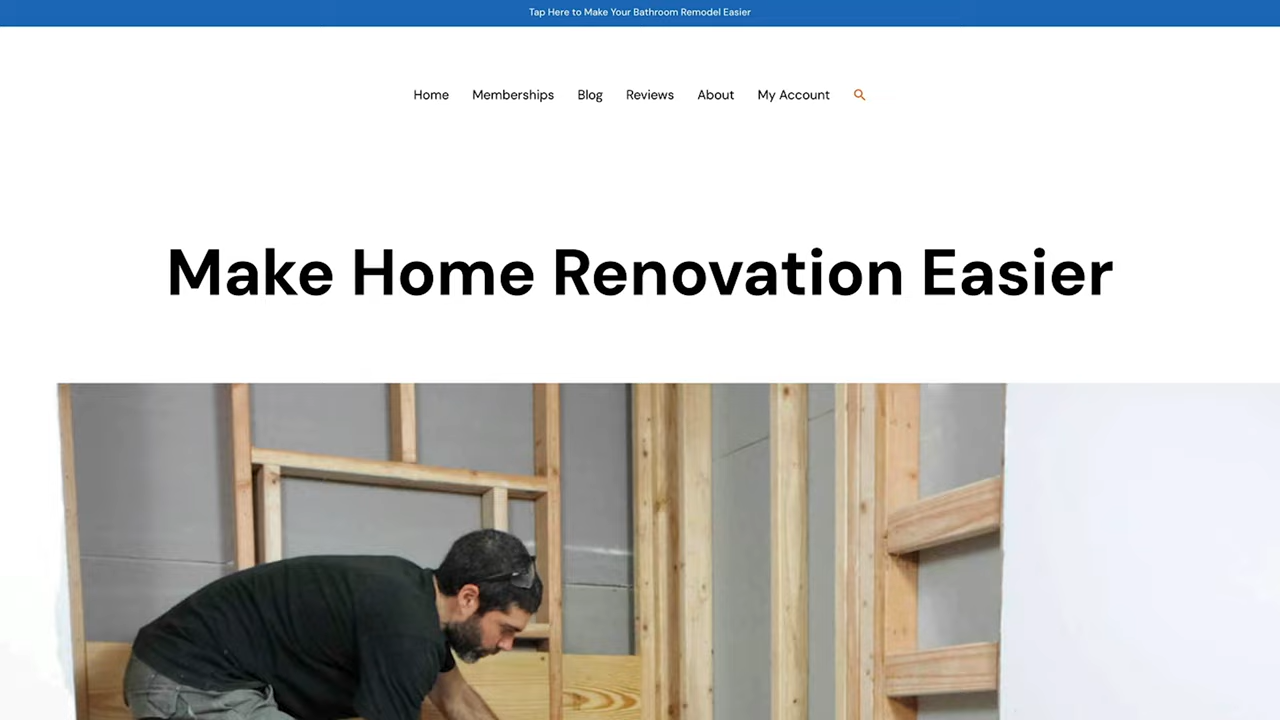 Tap Here to Make Your Bathroom Remodel Easier
Home Memberships Blog Reviews About My Account
Make Home Renovation Easier